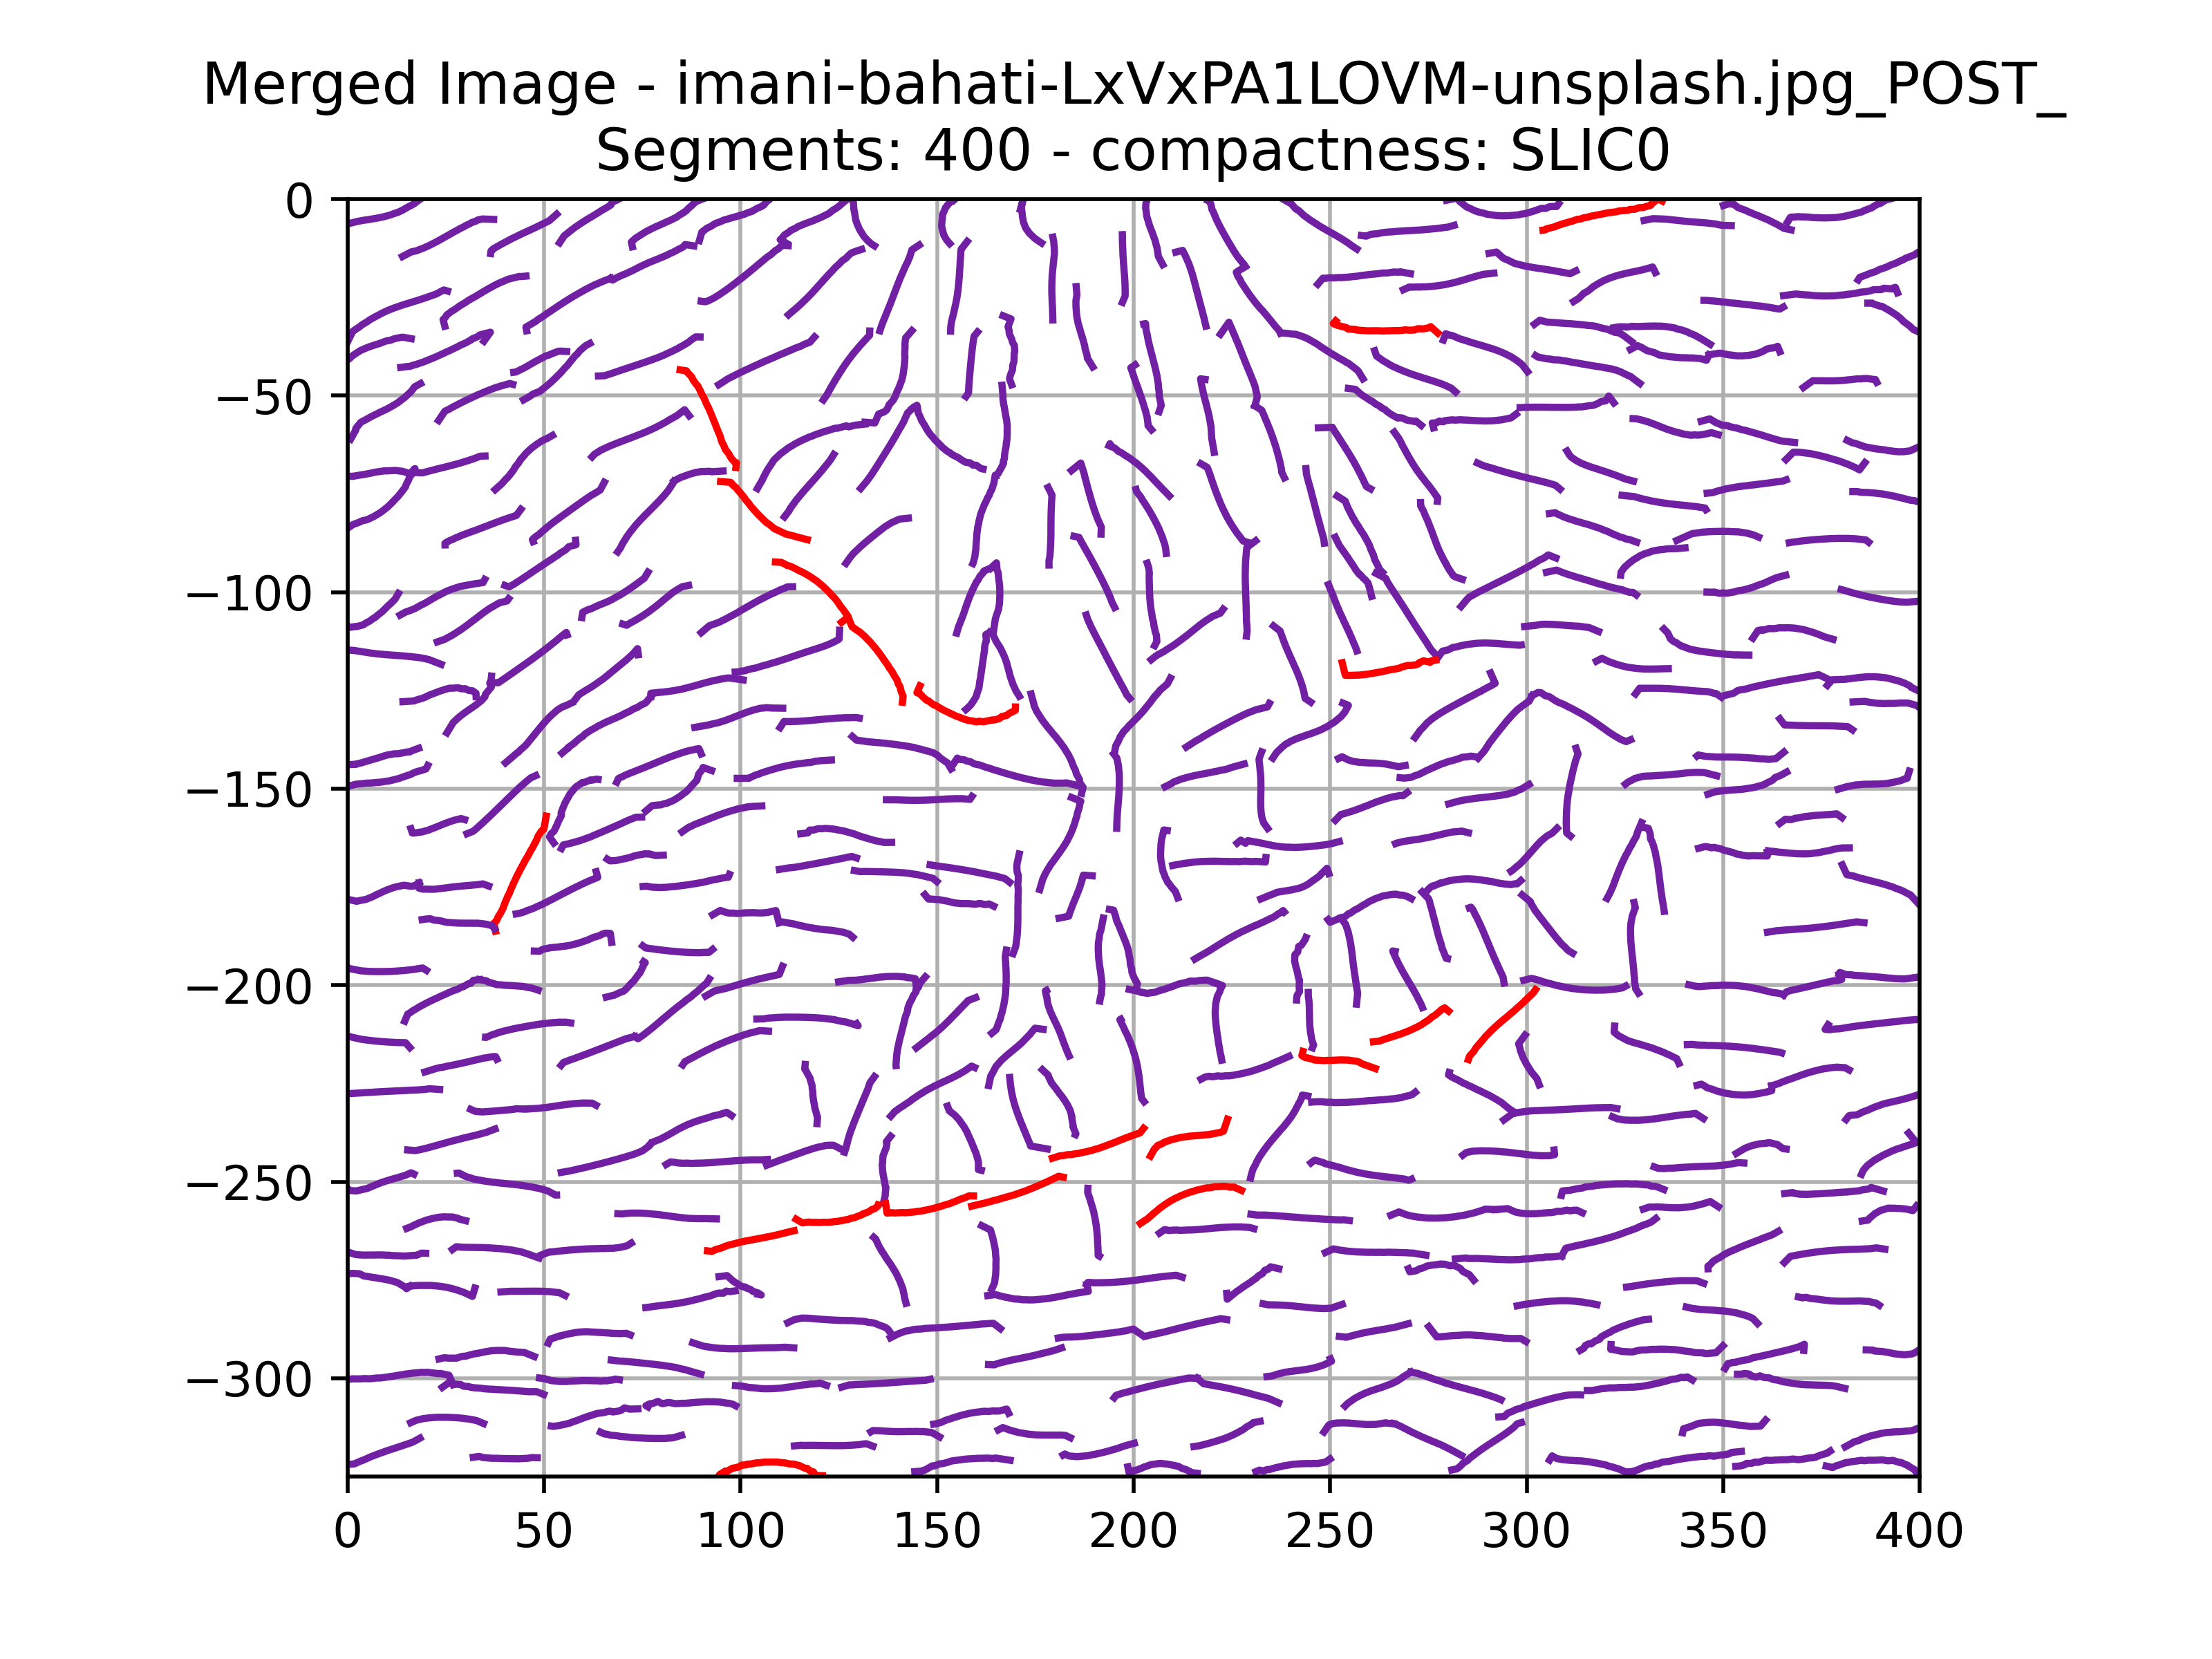 Merged Image - imani-bahati-LxVxPA1LOVM-unsplash.jpg_POST_
Segments: 400 - compactness: SLIC0
0
−50
−100
−150
−200
−250
−300
0 50 100 150 200 250 300 350 400